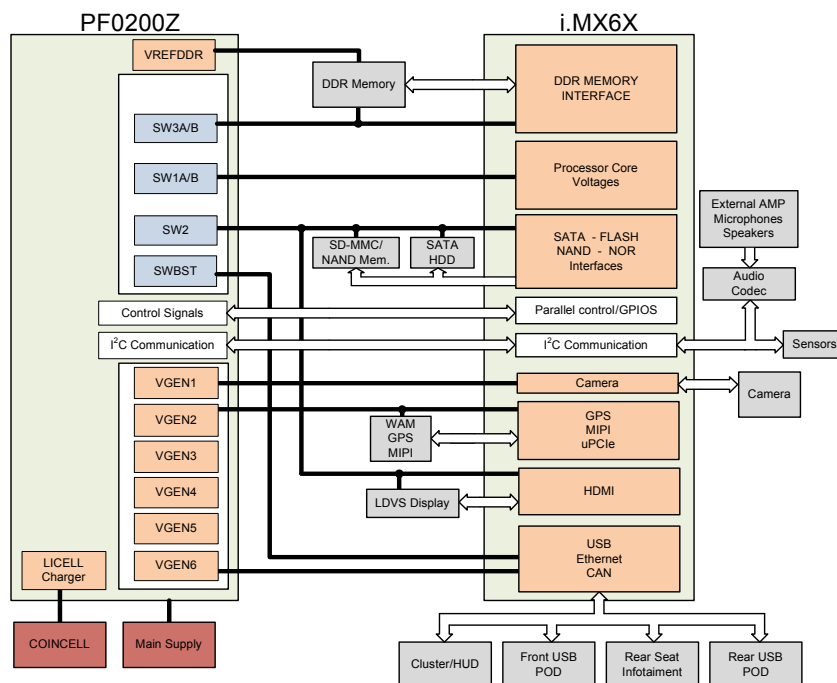 PF0200Z
i.MX6X
VREFDDR
DDR Memory
DDR MEMORY
INTERFACE
SW3A/B
SW1A/B
Processor Core
Voltages
External AMP
Microphones
Speakers
SW2
SD-MMC/
NAND Mem.
SATA
HDD
SATA - FLASH
NAND - NOR
Interfaces
SWBST
Audio
Codec
Control Signals
Parallel control/GPIOS
I²C Communication
I²C Communication
Sensors
VGEN1
Camera
Camera
VGEN2
WAM
GPS
MIPI
GPS
MIPI
uPCIe
VGEN3
VGEN4
LDVS Display
HDMI
VGEN5
VGEN6
USB
Ethernet
CAN
LICELL
Charger
COINCELL
Main Supply
Cluster/HUD
Front USB
POD
Rear Seat
Infotaiment
Rear USB
POD